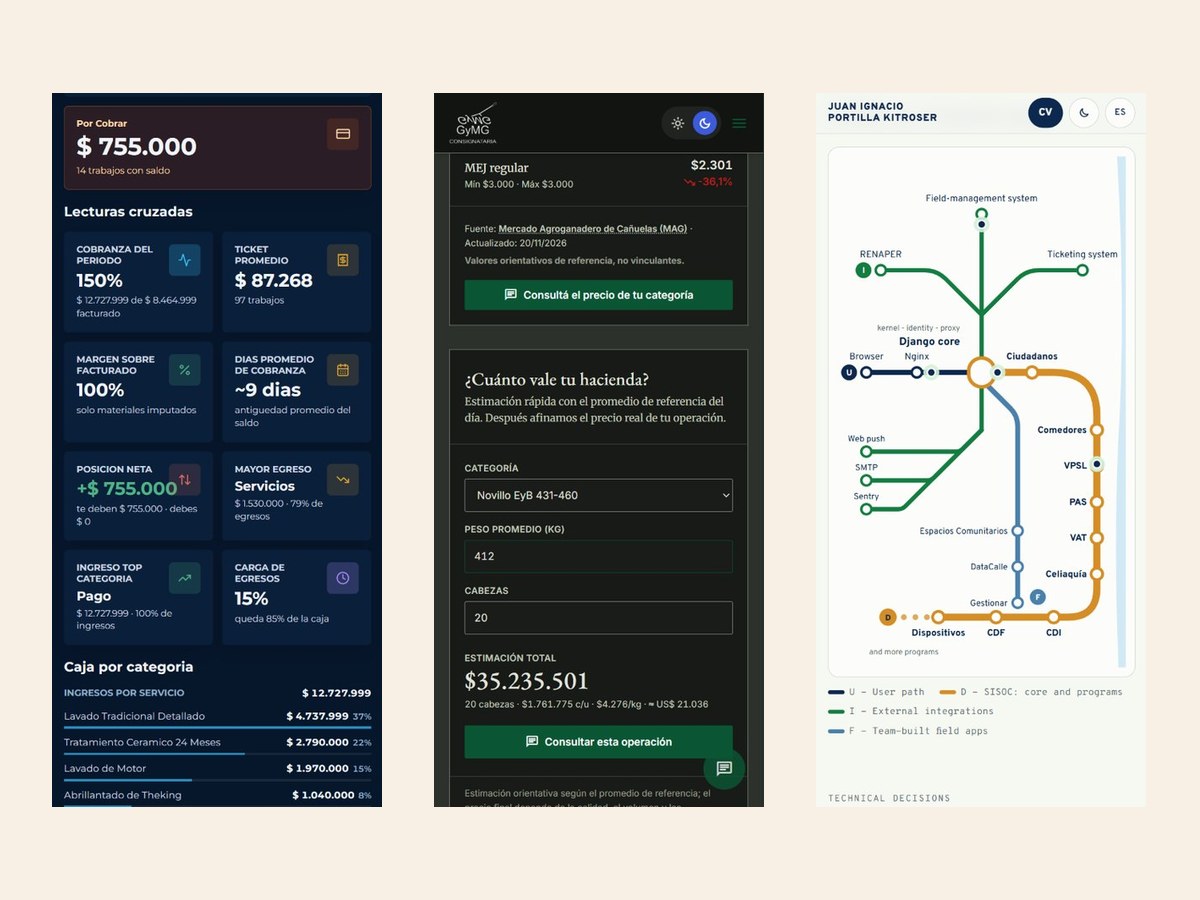 Por Cobrar
$ 755.000
14 trabajos con saldo
Lecturas cruzadas
COBRANZA DEL
PERIODO
150%
$ 12.727.999 de $ 8.464.999
facturado
TICKET
PROMEDIO
$ 87.268
97 trabajos
MARGEN SOBRE
FACTURADO
100%
solo materiales imputados
DIAS PROMEDIO
DE COBRANZA
~9 dias
antiguedad promedio del
saldo
POSICION NETA
+$ 755.000
te deben $ 755.000 · debes
$ 0
MAYOR EGRESO
Servicios
$ 1.530.000 · 79% de
egresos
INGRESO TOP
CATEGORIA
Pago
$ 12.727.999 · 100% de
ingresos
CARGA DE
EGRESOS
15%
queda 85% de la caja
Caja por categoria
INGRESOS POR SERVICIO $ 12.727.999
Lavado Tradicional Detallado $ 4.737.999 37%
Tratamiento Ceramico 24 Meses $ 2.790.000 22%
Lavado de Motor $ 1.970.000 15%
Abrillantado de Theking $ 1.040.000 8%
GyMG
CONSIGNATARIA
MEJ regular $2.301
Mín $3.000 · Máx $3.000 -36,1%
Fuente: Mercado Agroganadero de Cañuelas (MAG) ·
Actualizado: 20/11/2026
Valores orientativos de referencia, no vinculantes.
Consultá el precio de tu categoría
¿Cuánto vale tu hacienda?
Estimación rápida con el promedio de referencia del
día. Después afinamos el precio real de tu operación.
CATEGORÍA
Novillo EyB 431-460
PESO PROMEDIO (KG)
412
CABEZAS
20
ESTIMACIÓN TOTAL
$35.235.501
20 cabezas · $1.761.775 c/u · $4.276/kg · ≈ US$ 21.036
Consultar esta operación
Estimación orientativa según el promedio de referencia; el
JUAN IGNACIO
PORTILLA KITROSER
CV
ES
Field-management system
RENAPER
Ticketing system
I
kernel · identity · proxy
Django core
Browser
Nginx
Ciudadanos
U
Comedores
Web push
VPSL
SMTP
Sentry
PAS
Espacios Comunitarios
VAT
DataCalle
Celiaquía
Gestionar
F
D
Dispositivos
CDF
CDI
and more programs
U – User path
D – SISOC: core and programs
I – External integrations
F – Team-built field apps
TECHNICAL DECISIONS